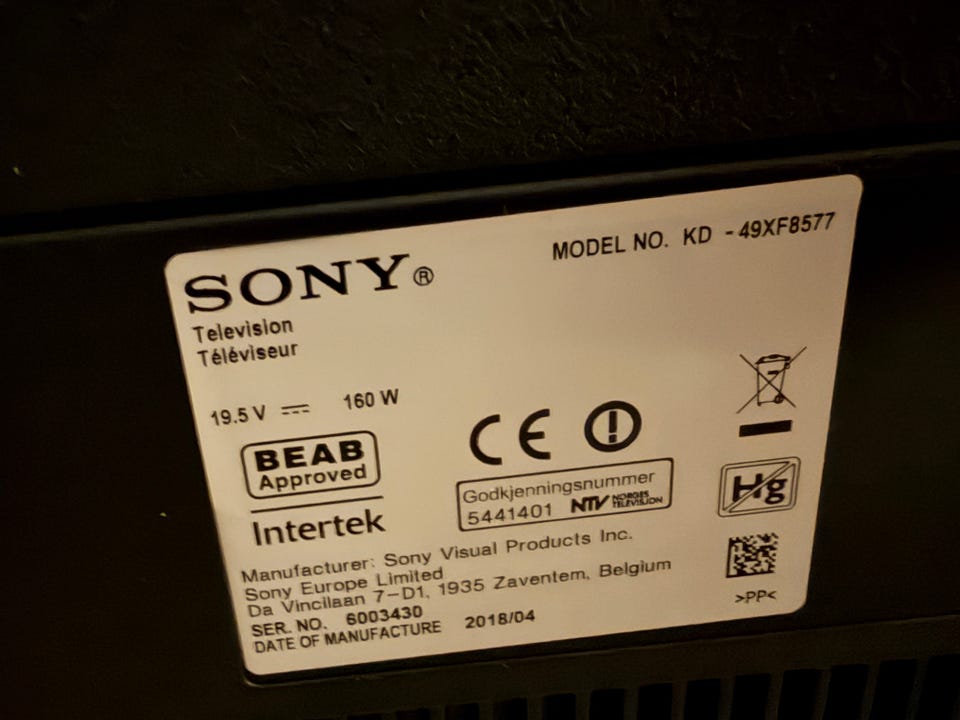 SONY®
MODEL NO. KD - 49XF8577
Television
Téléviseur
19.5 V ⎓ 160 W
BEAB
Approved
Intertek
CE
Godkjenningsnummer
5441401 NTV NORGES TELEVISION
Hg
Manufacturer: Sony Visual Products Inc.
Sony Europe Limited
Da Vincilaan 7-D1, 1935 Zaventem, Belgium
>PP<
SER. NO. 6003430
DATE OF MANUFACTURE 2018/04